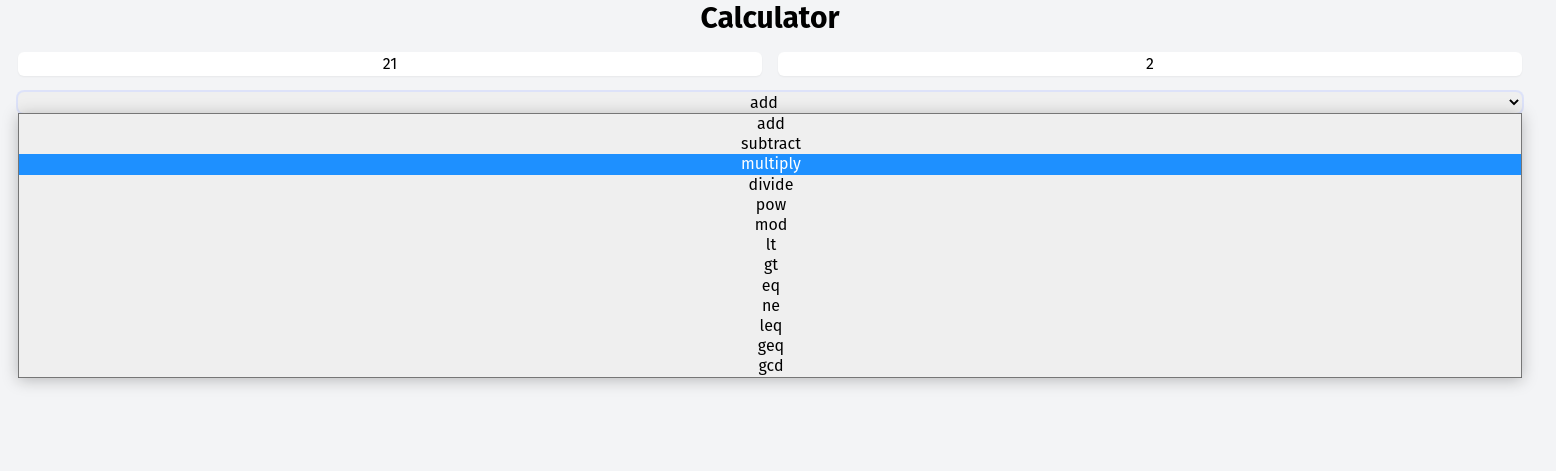 Calculator
21 2
add
add
subtract
multiply
divide
pow
mod
lt
gt
eq
ne
leq
geq
gcd